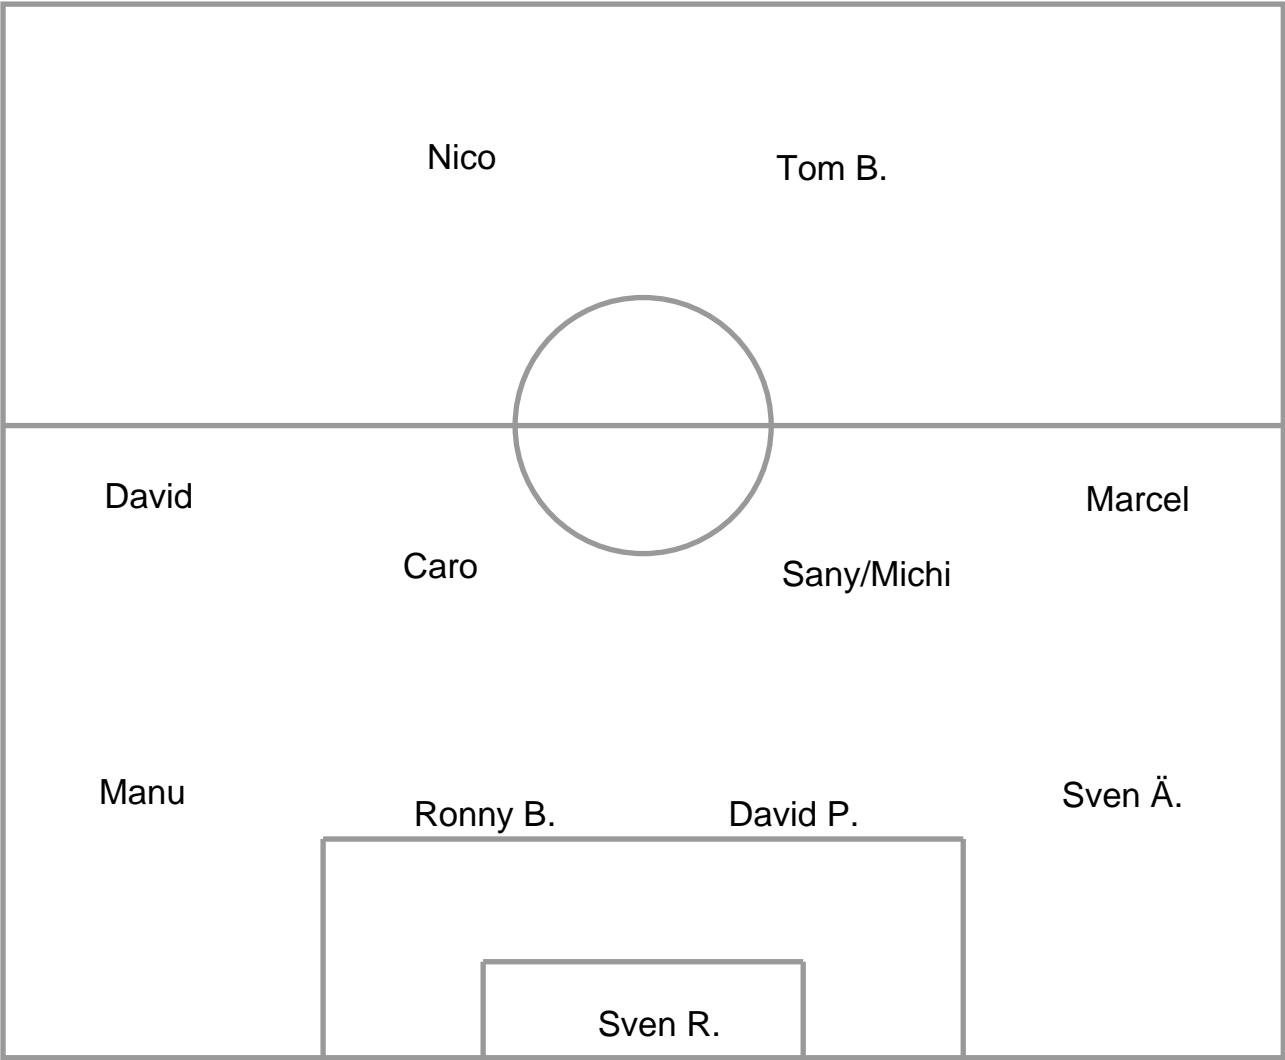 Nico
Tom B.
David
Marcel
Caro
Sany/Michi
Manu
Sven Ä.
Ronny B.
David P.
Sven R.